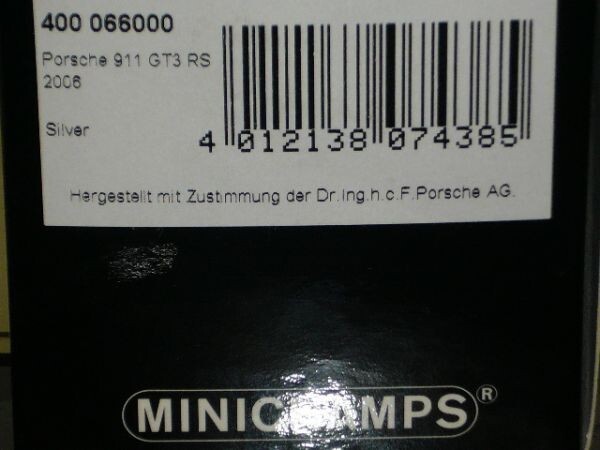 400 066000
Porsche 911 GT3 RS
2006
Silver
4 012138 074385
Hergestellt mit Zustimmung der Dr.Ing.h.c.F.Porsche AG.
MINICHAMPS®